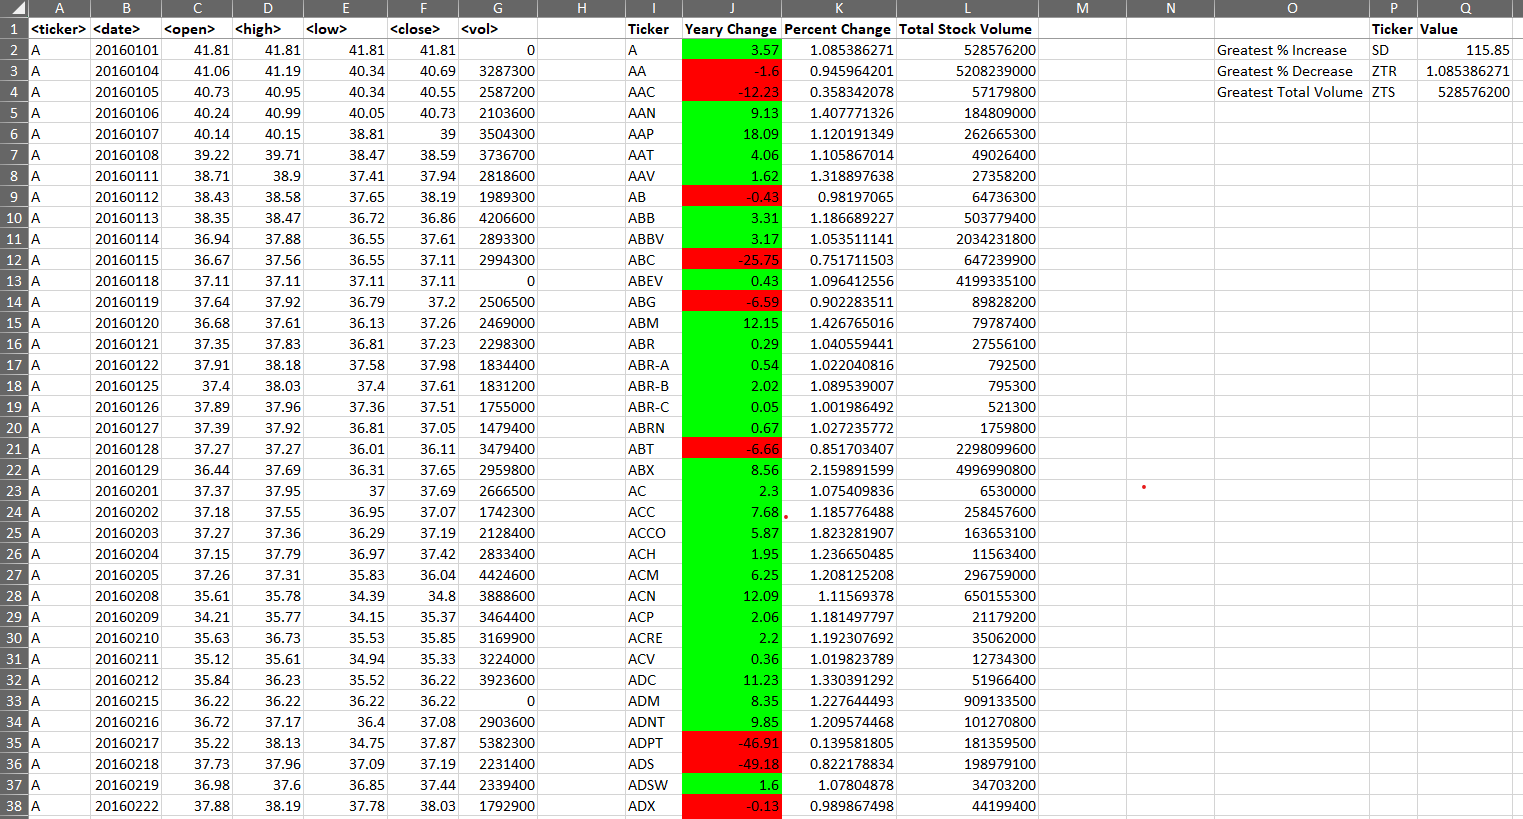 A B C D E F G H I J K L M N O P Q
1 <ticker> <date> <open> <high> <low> <close> <vol> Ticker Yeary Change Percent Change Total Stock Volume Ticker Value
2 A 20160101 41.81 41.81 41.81 41.81 0 A 3.57 1.085386271 528576200 Greatest % Increase SD 115.85
3 A 20160104 41.06 41.19 40.34 40.69 3287300 AA -1.6 0.945964201 5208239000 Greatest % Decrease ZTR 1.085386271
4 A 20160105 40.73 40.95 40.34 40.55 2587200 AAC -12.23 0.358342078 57179800 Greatest Total Volume ZTS 528576200
5 A 20160106 40.24 40.99 40.05 40.73 2103600 AAN 9.13 1.407771326 184809000
6 A 20160107 40.14 40.15 38.81 39 3504300 AAP 18.09 1.120191349 262665300
7 A 20160108 39.22 39.71 38.47 38.59 3736700 AAT 4.06 1.105867014 49026400
8 A 20160111 38.71 38.9 37.41 37.94 2818600 AAV 1.62 1.318897638 27358200
9 A 20160112 38.43 38.58 37.65 38.19 1989300 AB -0.43 0.98197065 64736300
10 A 20160113 38.35 38.47 36.72 36.86 4206600 ABB 3.31 1.186689227 503779400
11 A 20160114 36.94 37.88 36.55 37.61 2893300 ABBV 3.17 1.053511141 2034231800
12 A 20160115 36.67 37.56 36.55 37.11 2994300 ABC -25.75 0.751711503 647239900
13 A 20160118 37.11 37.11 37.11 37.11 0 ABEV 0.43 1.096412556 4199335100
14 A 20160119 37.64 37.92 36.79 37.2 2506500 ABG -6.59 0.902283511 89828200
15 A 20160120 36.68 37.61 36.13 37.26 2469000 ABM 12.15 1.426765016 79787400
16 A 20160121 37.35 37.83 36.81 37.23 2298300 ABR 0.29 1.040559441 27556100
17 A 20160122 37.91 38.18 37.58 37.98 1834400 ABR-A 0.54 1.022040816 792500
18 A 20160125 37.4 38.03 37.4 37.61 1831200 ABR-B 2.02 1.089539007 795300
19 A 20160126 37.89 37.96 37.36 37.51 1755000 ABR-C 0.05 1.001986492 521300
20 A 20160127 37.39 37.92 36.81 37.05 1479400 ABRN 0.67 1.027235772 1759800
21 A 20160128 37.27 37.27 36.01 36.11 3479400 ABT -6.66 0.851703407 2298099600
22 A 20160129 36.44 37.69 36.31 37.65 2959800 ABX 8.56 2.159891599 4996990800
23 A 20160201 37.37 37.95 37 37.69 2666500 AC 2.3 1.075409836 6530000
24 A 20160202 37.18 37.55 36.95 37.07 1742300 ACC 7.68 1.185776488 258457600
25 A 20160203 37.27 37.36 36.29 37.19 2128400 ACCO 5.87 1.823281907 163653100
26 A 20160204 37.15 37.79 36.97 37.42 2833400 ACH 1.95 1.236650485 11563400
27 A 20160205 37.26 37.31 35.83 36.04 4424600 ACM 6.25 1.208125208 296759000
28 A 20160208 35.61 35.78 34.39 34.8 3888600 ACN 12.09 1.11569378 650155300
29 A 20160209 34.21 35.77 34.15 35.37 3464400 ACP 2.06 1.181497797 21179200
30 A 20160210 35.63 36.73 35.53 35.85 3169900 ACRE 2.2 1.192307692 35062000
31 A 20160211 35.12 35.61 34.94 35.33 3224000 ACV 0.36 1.019823789 12734300
32 A 20160212 35.84 36.23 35.52 36.22 3923600 ADC 11.23 1.330391292 51966400
33 A 20160215 36.22 36.22 36.22 36.22 0 ADM 8.35 1.227644493 909133500
34 A 20160216 36.72 37.17 36.4 37.08 2903600 ADNT 9.85 1.209574468 101270800
35 A 20160217 35.22 38.13 34.75 37.87 5382300 ADPT -46.91 0.139581805 181359500
36 A 20160218 37.73 37.96 37.09 37.19 2231400 ADS -49.18 0.822178834 198979100
37 A 20160219 36.98 37.6 36.85 37.44 2339400 ADSW 1.6 1.07804878 34703200
38 A 20160222 37.88 38.19 37.78 38.03 1792900 ADX -0.13 0.989867498 44199400